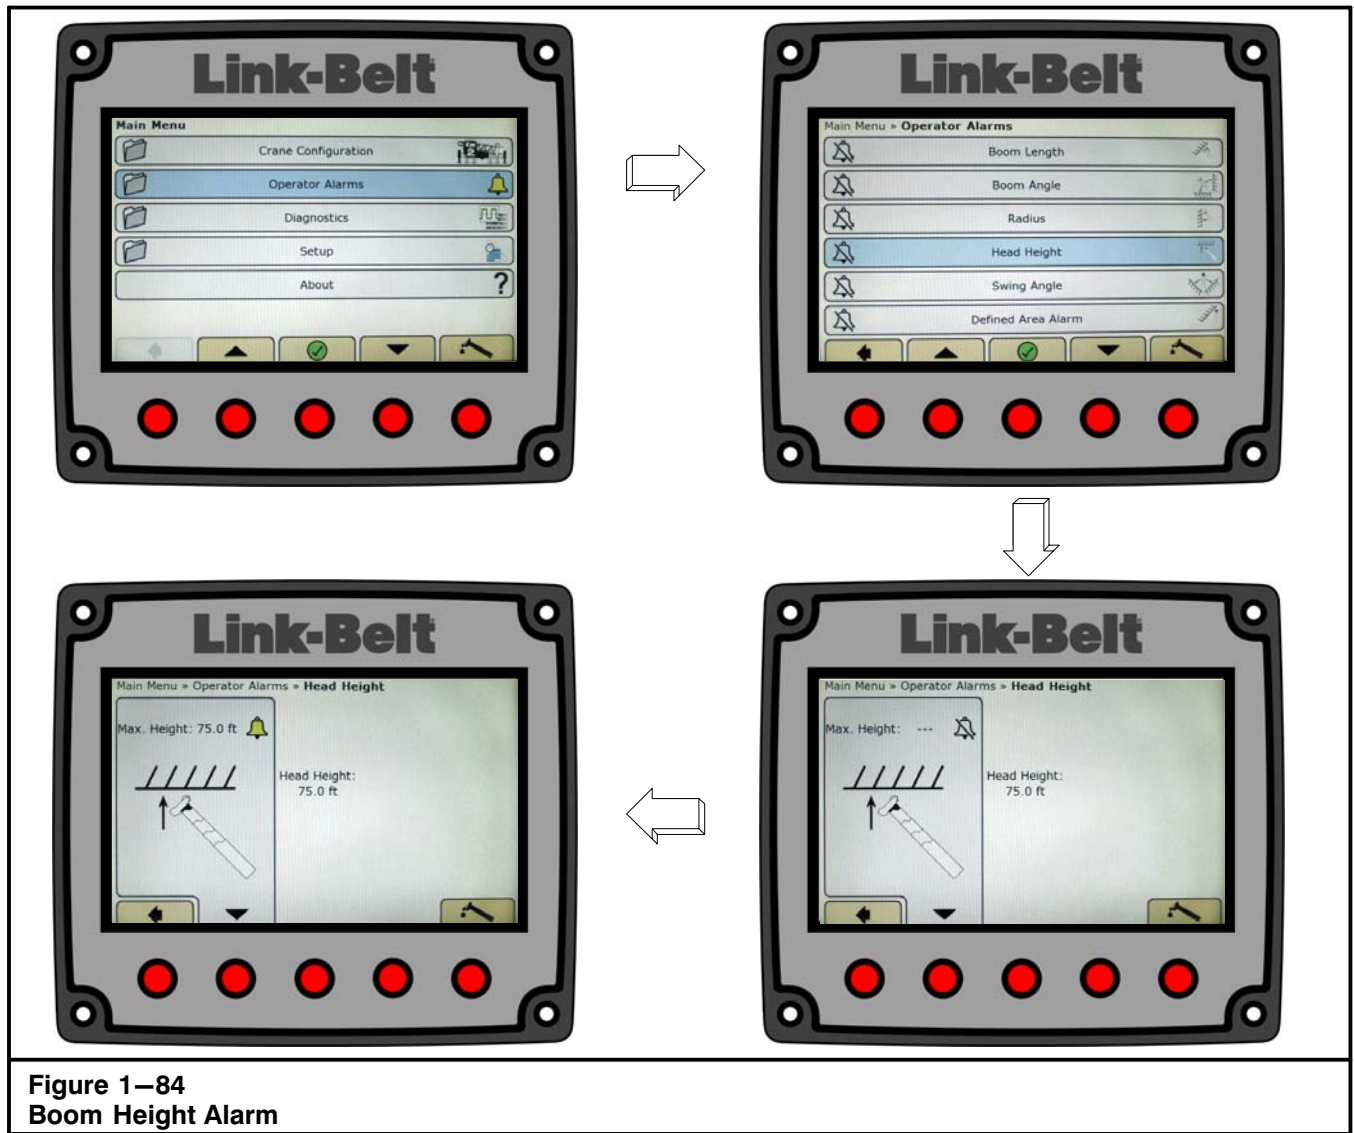 Link-Belt
Main Menu
Crane Configuration
Operator Alarms
Diagnostics
Setup
About
?
Link-Belt
Main Menu » Operator Alarms
Boom Length
Boom Angle
Radius
Head Height
Swing Angle
Defined Area Alarm
Link-Belt
Main Menu » Operator Alarms » Head Height
Max. Height: 75.0 ft
Head Height:
75.0 ft
Link-Belt
Main Menu » Operator Alarms » Head Height
Max. Height: ---
Head Height:
75.0 ft
Figure 1–84
Boom Height Alarm